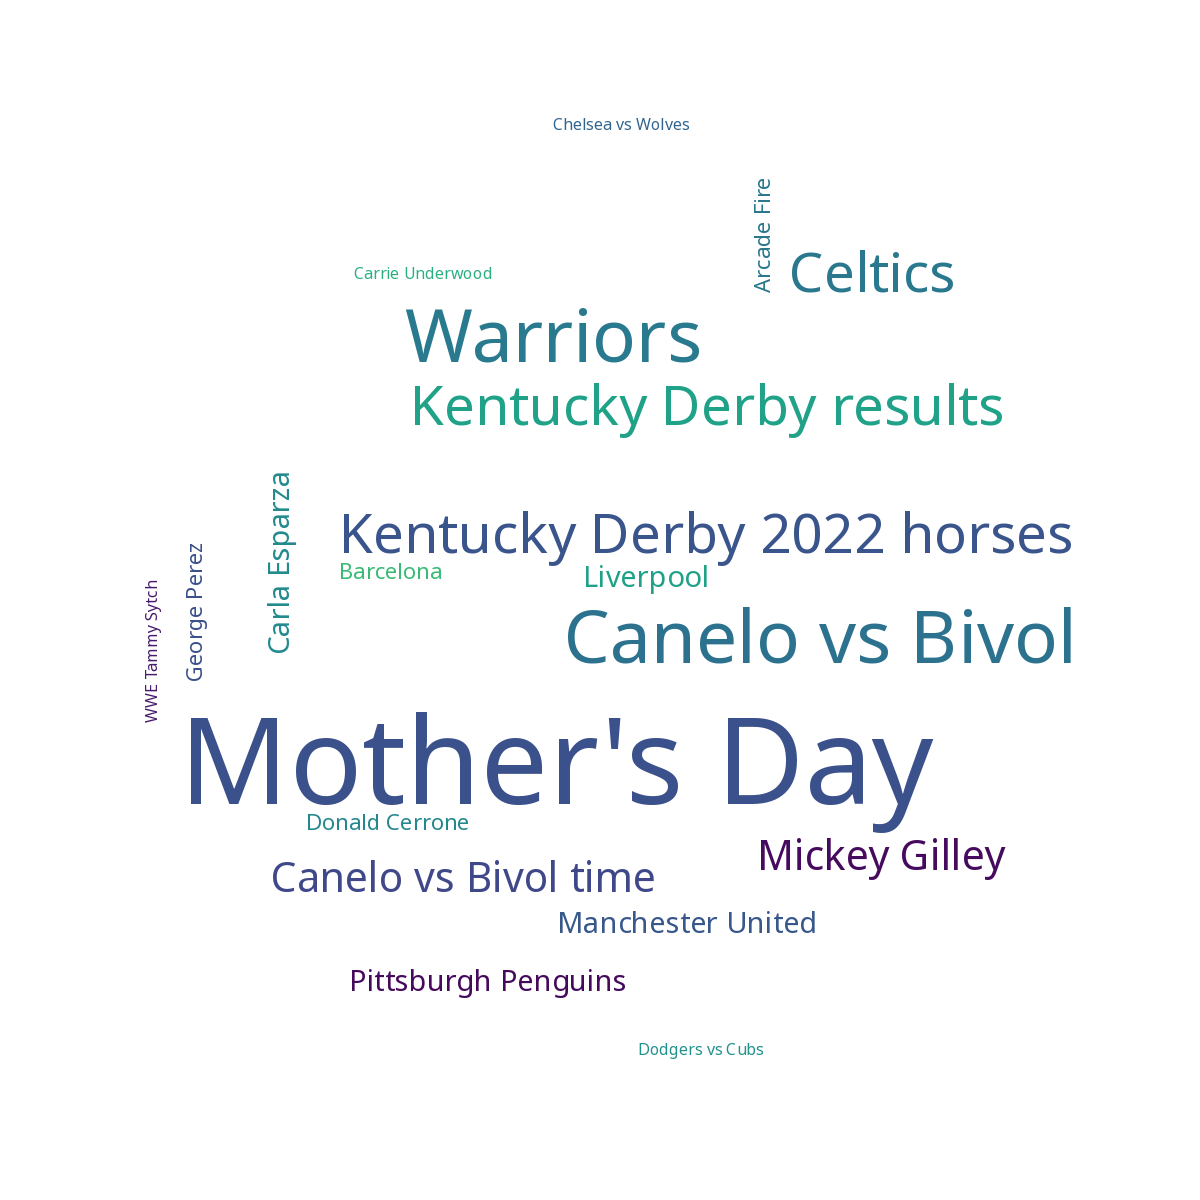 Chelsea vs Wolves
Arcade Fire
Celtics
Carrie Underwood
Warriors
Kentucky Derby results
Carla Esparza
Kentucky Derby 2022 horses
Barcelona
Liverpool
George Perez
WWE Tammy Sytch
Canelo vs Bivol
Mother's Day
Donald Cerrone
Mickey Gilley
Canelo vs Bivol time
Manchester United
Pittsburgh Penguins
Dodgers vs Cubs